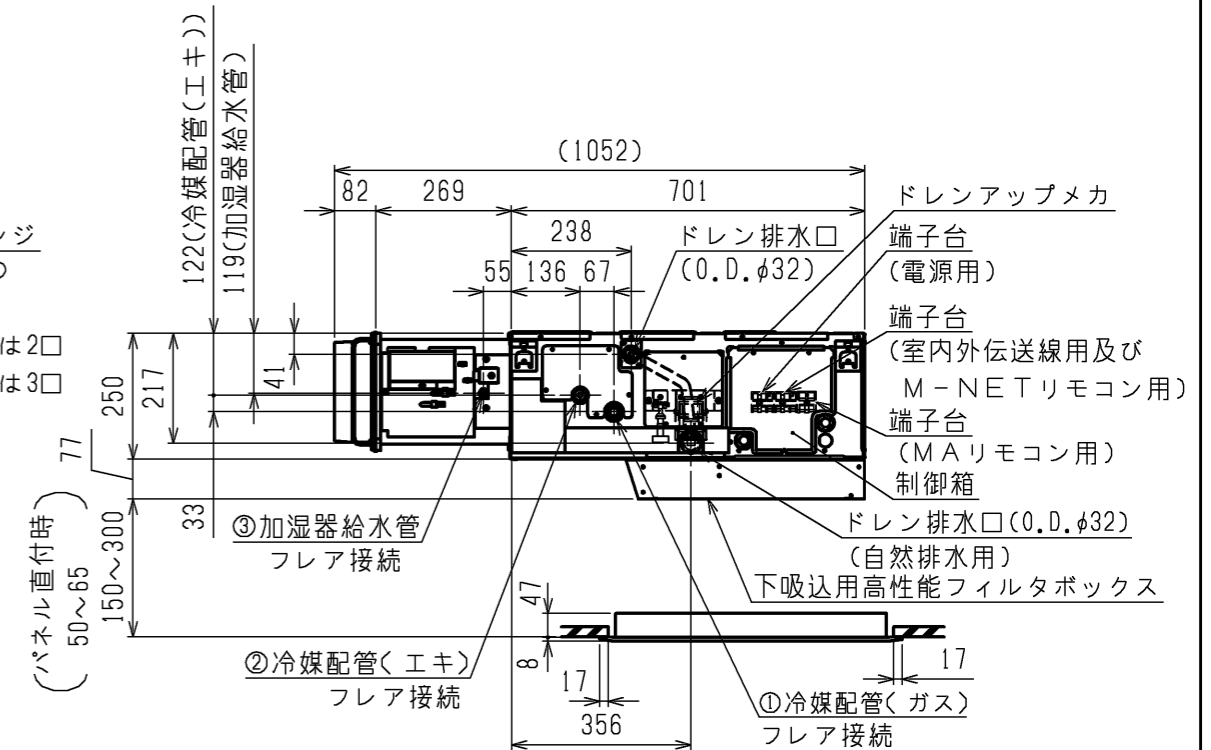 122(冷媒配管(エキ))
119(加湿器給水管)
(1052)
82
269
701
238
55
136
67
ドレンアップメカ
ドレン排水口
(O.D.φ32)
端子台
(電源用)
端子台
(室内外伝送線用及び
M-NETリモコン用)
端子台
(MAリモコン用)
制御箱
ドレン排水口(O.D.φ32)
(自然排水用)
下吸込用高性能フィルタボックス
ンジ
は2口
は3口
250
217
41
77
33
150~300
(パネル直付時)
50~65
③加湿器給水管
フレア接続
②冷媒配管(エキ)
フレア接続
①冷媒配管(ガス)
フレア接続
47
8
17
17
356